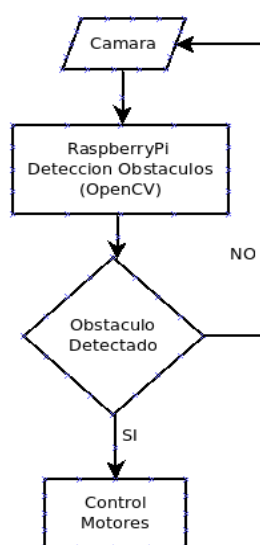 Camara
RaspberryPi
Deteccion Obstaculos
(OpenCV)
NO
Obstaculo
Detectado
SI
Control
Motores